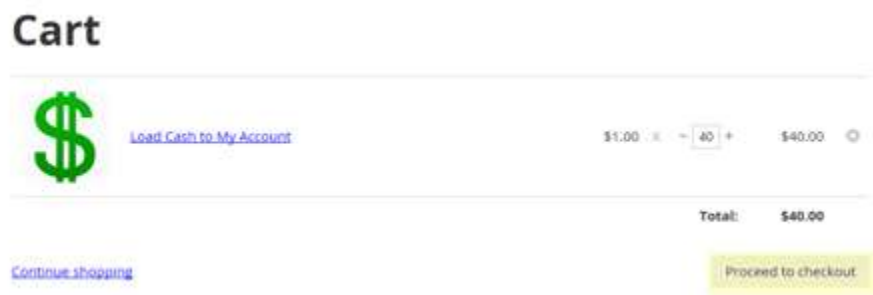 Cart
$
Load Cash to My Account $1.00 x − 40 + $40.00
Total: $40.00
Continue shopping Proceed to checkout